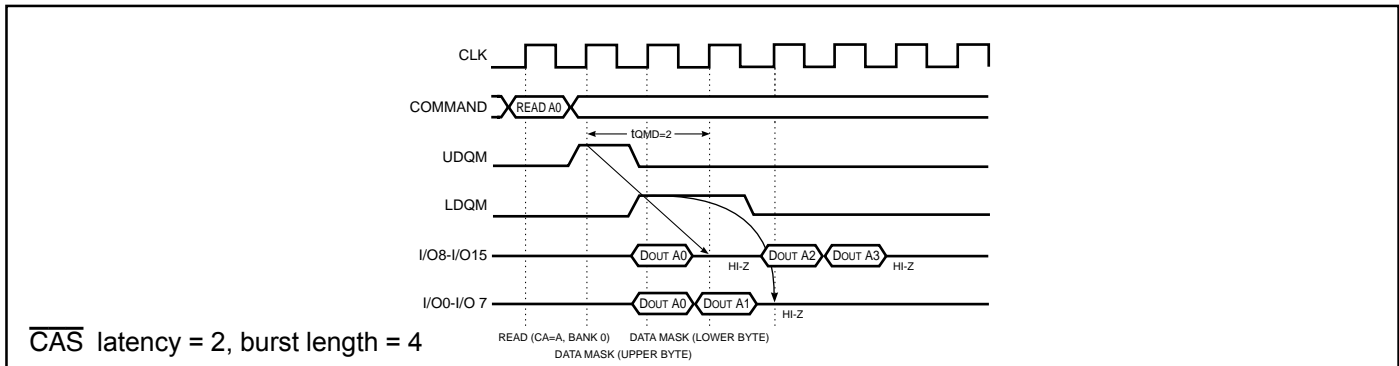 CLK
COMMAND READ A0
tQMD=2
UDQM
LDQM
I/O8-I/O15 DOUT A0 HI-Z DOUT A2 DOUT A3 HI-Z
I/O0-I/O 7 DOUT A0 DOUT A1 HI-Z
READ (CA=A, BANK 0) DATA MASK (LOWER BYTE)
DATA MASK (UPPER BYTE)
CAS latency = 2, burst length = 4